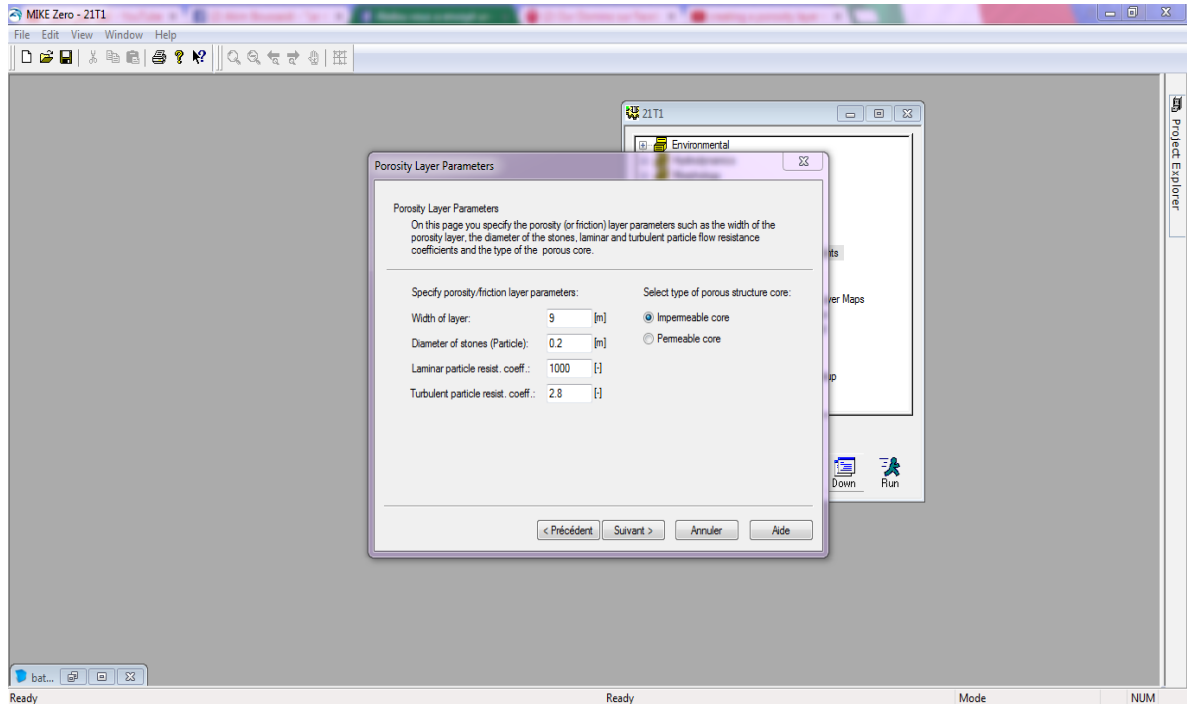 MIKE Zero - 21T1
File Edit View Window Help
21T1
Environmental
Project Explorer
Porosity Layer Parameters
Porosity Layer Parameters
On this page you specify the porosity (or friction) layer parameters such as the width of the
porosity layer, the diameter of the stones, laminar and turbulent particle flow resistance
coefficients and the type of the porous core.
Specify porosity/friction layer parameters:
Width of layer: 9 [m]
Diameter of stones (Particle): 0.2 [m]
Laminar particle resist. coeff.: 1000 [-]
Turbulent particle resist. coeff.: 2.8 [-]
Select type of porous structure core:
Impermeable core
Permeable core
nts
ver Maps
up
Down Run
< Précédent Suivant > Annuler Aide
bat...
Ready Ready Mode NUM